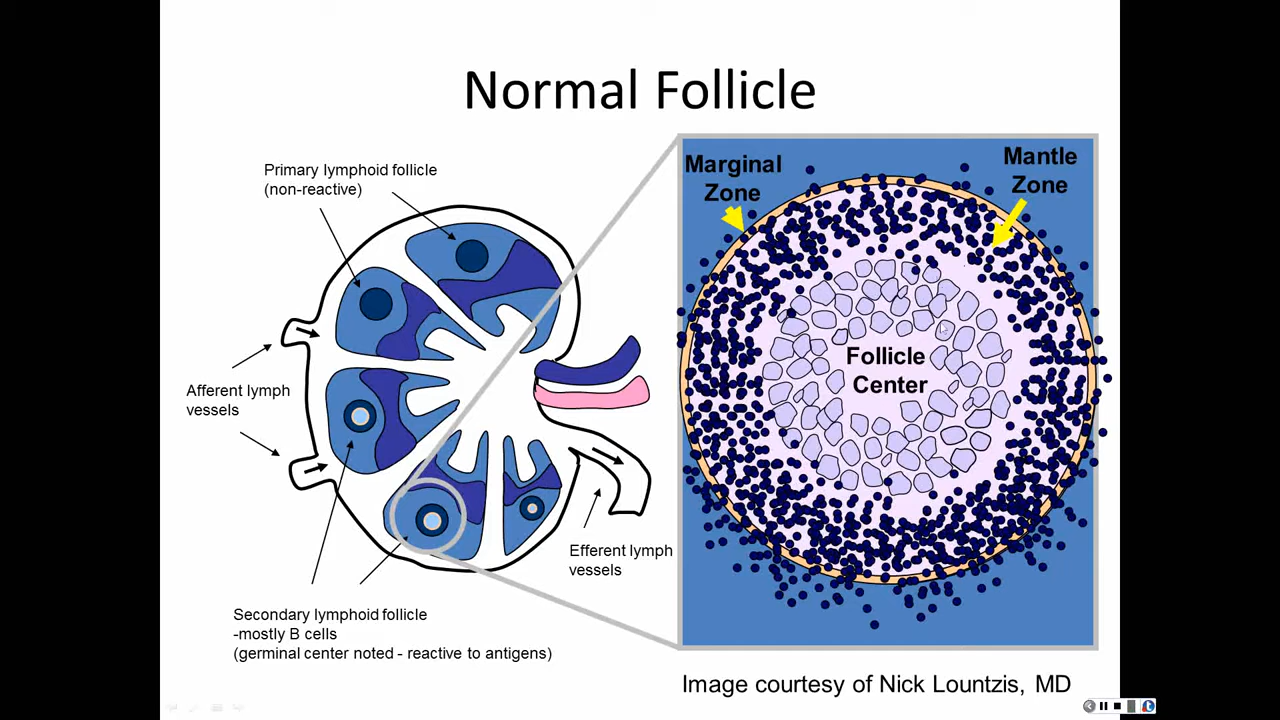 Normal Follicle
Primary lymphoid follicle
(non-reactive)
Marginal
Zone
Mantle
Zone
Follicle
Center
Afferent lymph
vessels
Efferent lymph
vessels
Secondary lymphoid follicle
-mostly B cells
(germinal center noted - reactive to antigens)
Image courtesy of Nick Lountzis, MD